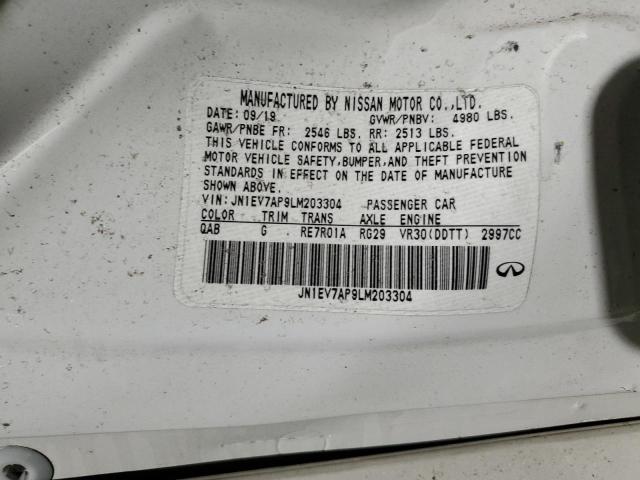 MANUFACTURED BY NISSAN MOTOR CO.,LTD.
DATE: 09/19 GVWR/PNBV: 4980 LBS.
GAWR/PNBE FR: 2546 LBS. RR: 2513 LBS.
THIS VEHICLE CONFORMS TO ALL APPLICABLE FEDERAL
MOTOR VEHICLE SAFETY,BUMPER,AND THEFT PREVENTION
STANDARDS IN EFFECT ON THE DATE OF MANUFACTURE
SHOWN ABOVE.
VIN: JN1EV7AP9LM203304 PASSENGER CAR
COLOR TRIM TRANS AXLE ENGINE
QAB G RE7R01A RG29 VR30(DDTT) 2997CC
JN1EV7AP9LM203304